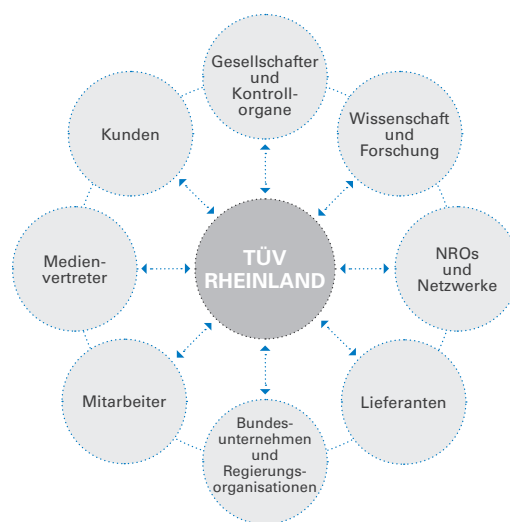 Gesellschafter
und
Kontroll-
organe
Wissenschaft
und
Forschung
Kunden
TÜV
RHEINLAND
NROs
und
Netzwerke
Medien-
vertreter
Mitarbeiter
Lieferanten
Bundes-
unternehmen
und
Regierungs-
organisationen